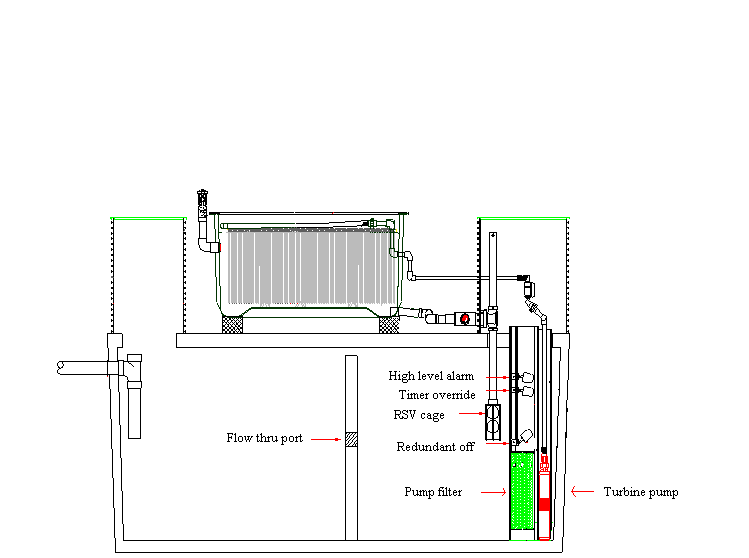 High level alarm
Timer override
RSV cage
Flow thru port
Redundant off
Pump filter
Turbine pump